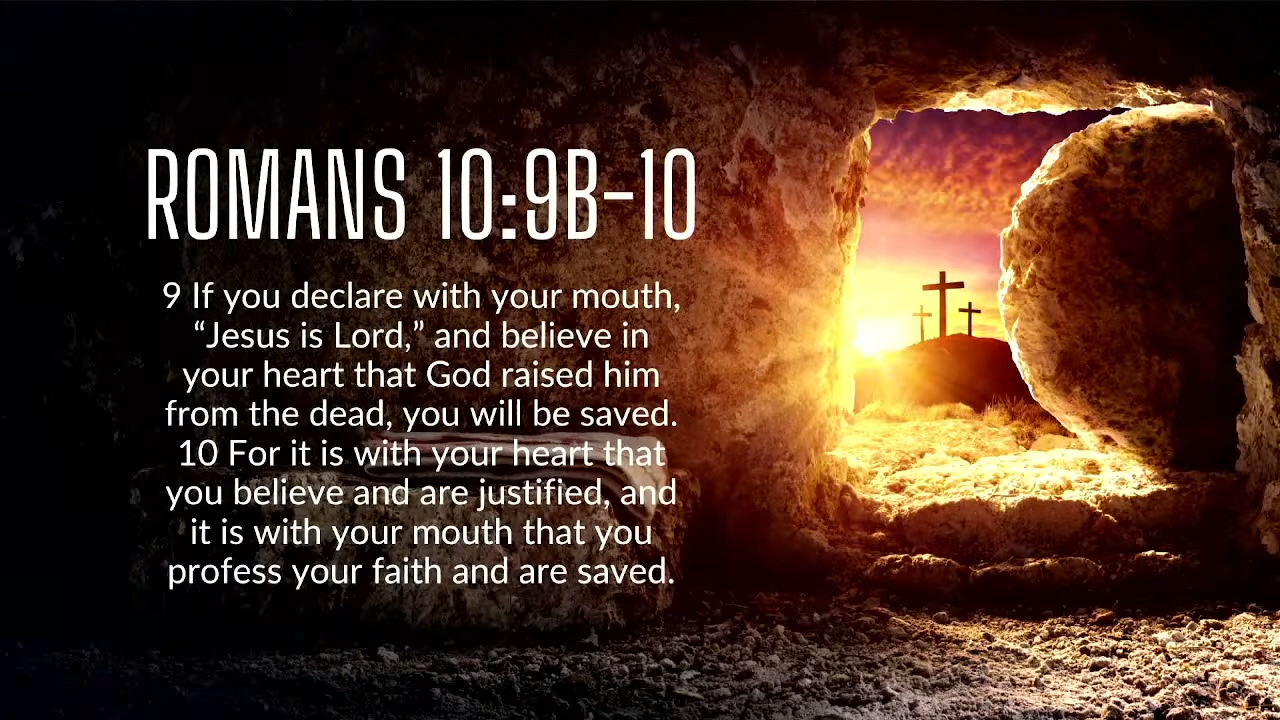 ROMANS 10:9B-10
9 If you declare with your mouth,
“Jesus is Lord,” and believe in
your heart that God raised him
from the dead, you will be saved.
10 For it is with your heart that
you believe and are justified, and
it is with your mouth that you
profess your faith and are saved.